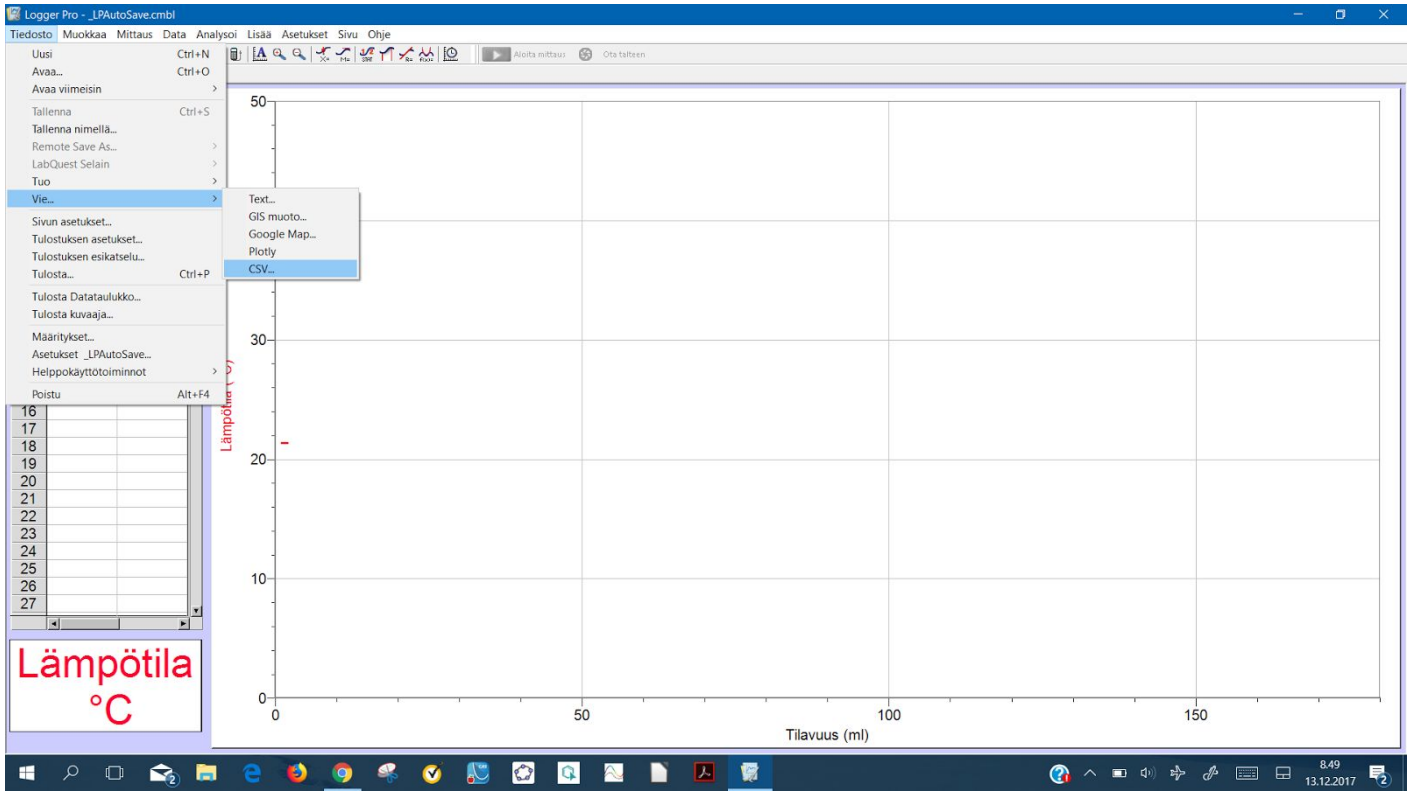 Logger Pro - _LPAutoSave.cmbl
Tiedosto Muokkaa Mittaus Data Analysoi Lisää Asetukset Sivu Ohje
Aloita mittaus Ota talteen
Uusi Ctrl+N
Avaa... Ctrl+O
Avaa viimeisin
Tallenna Ctrl+S
Tallenna nimellä...
Remote Save As...
LabQuest Selain
Tuo
Vie...
Sivun asetukset...
Tulostuksen asetukset...
Tulostuksen esikatselu...
Tulosta... Ctrl+P
Tulosta Datataulukko...
Tulosta kuvaaja...
Määritykset...
Asetukset _LPAutoSave...
Helppokäyttötoiminnot
Poistu Alt+F4
Text...
GIS muoto...
Google Map...
Plotly
CSV...
16
17
18
19
20
21
22
23
24
25
26
27
Lämpötila
°C
50
30
20
10
0
Lämpötila (°C)
0 50 100 150
Tilavuus (ml)
8.49
13.12.2017